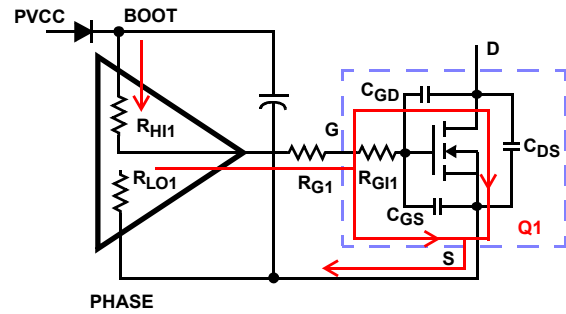 PVCC
BOOT
D
CGD
RHI1
G
CDS
RLO1
RG1
RGI1
CGS
Q1
S
PHASE